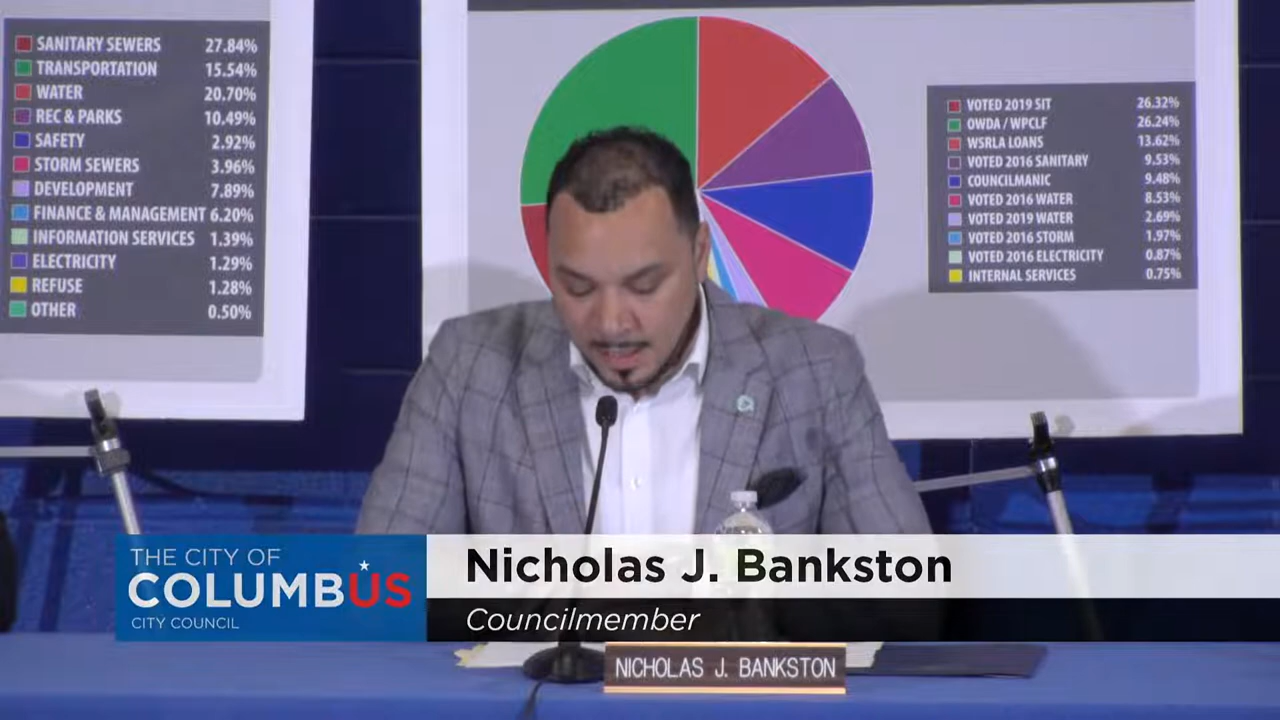 SANITARY SEWERS 27.84%
TRANSPORTATION 15.54%
WATER 20.70%
REC & PARKS 10.49%
SAFETY 2.92%
STORM SEWERS 3.96%
DEVELOPMENT 7.89%
FINANCE & MANAGEMENT 6.20%
INFORMATION SERVICES 1.39%
ELECTRICITY 1.29%
REFUSE 1.28%
OTHER 0.50%
VOTED 2019 SIT 26.32%
OWDA / WPCLF 26.24%
WSRLA LOANS 13.62%
VOTED 2016 SANITARY 9.53%
COUNCILMANIC 9.48%
VOTED 2016 WATER 8.53%
VOTED 2019 WATER 2.69%
VOTED 2016 STORM 1.97%
VOTED 2016 ELECTRICITY 0.87%
INTERNAL SERVICES 0.75%
THE CITY OF
COLUMBUS
CITY COUNCIL
Nicholas J. Bankston
Councilmember
NICHOLAS J. BANKSTON